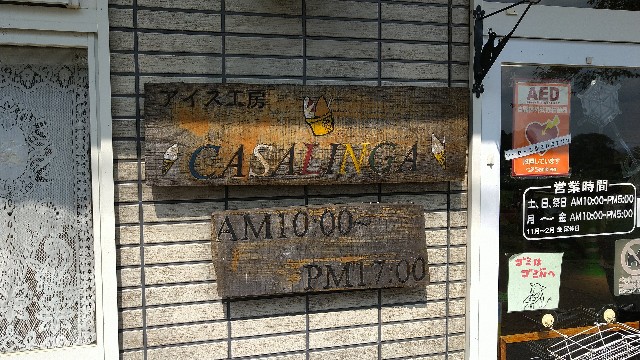 アイス工房
CASALINGA
AM10:00~
PM17:00
AED
営業時間
土、日、祭日 AM10:00-PM5:00
月 ～ 金 AM10:00-PM5:00
ゴミは
ゴミ箱へ